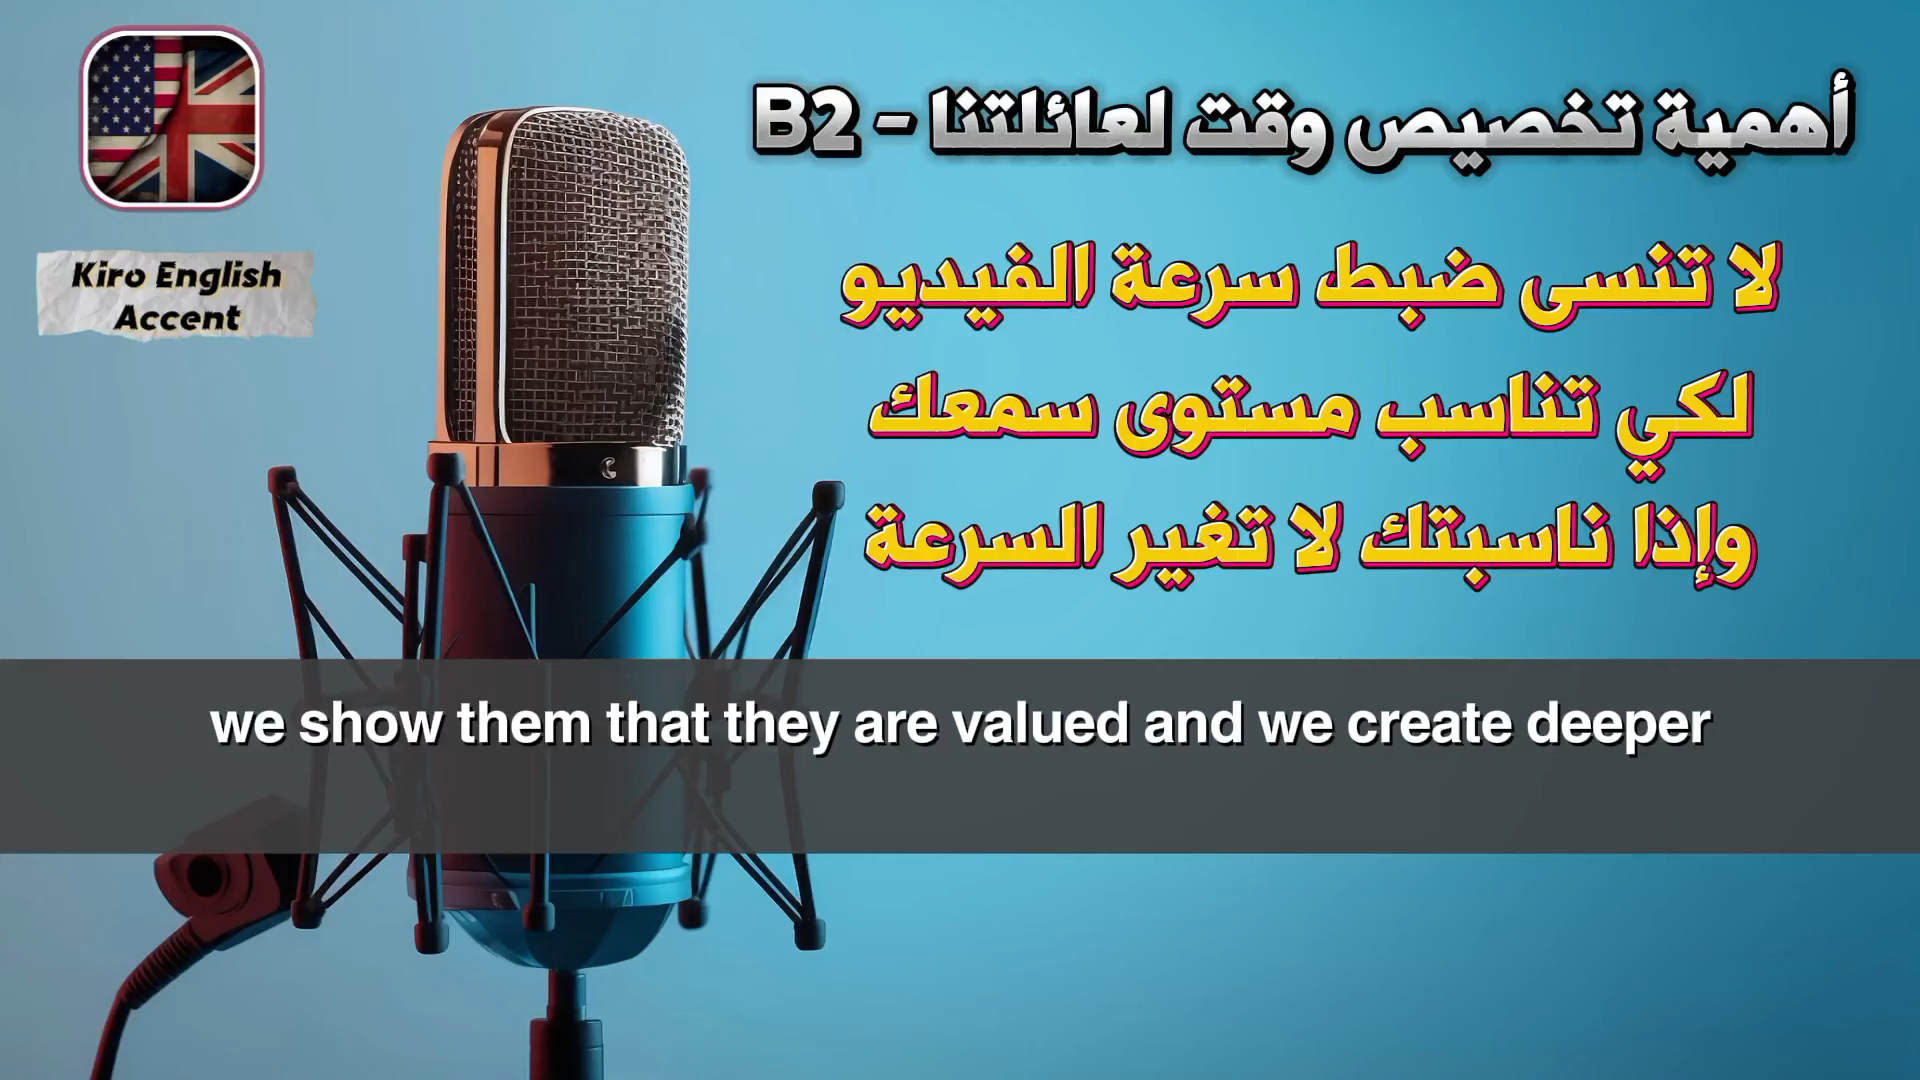 أهمية تخصيص وقت لعائلتنا - B2
لا تنسى ضبط سرعة الفيديو
لكي تناسب مستوى سمعك
وإذا ناسبتك لا تغير السرعة
Kiro English
Accent
we show them that they are valued and we create deeper